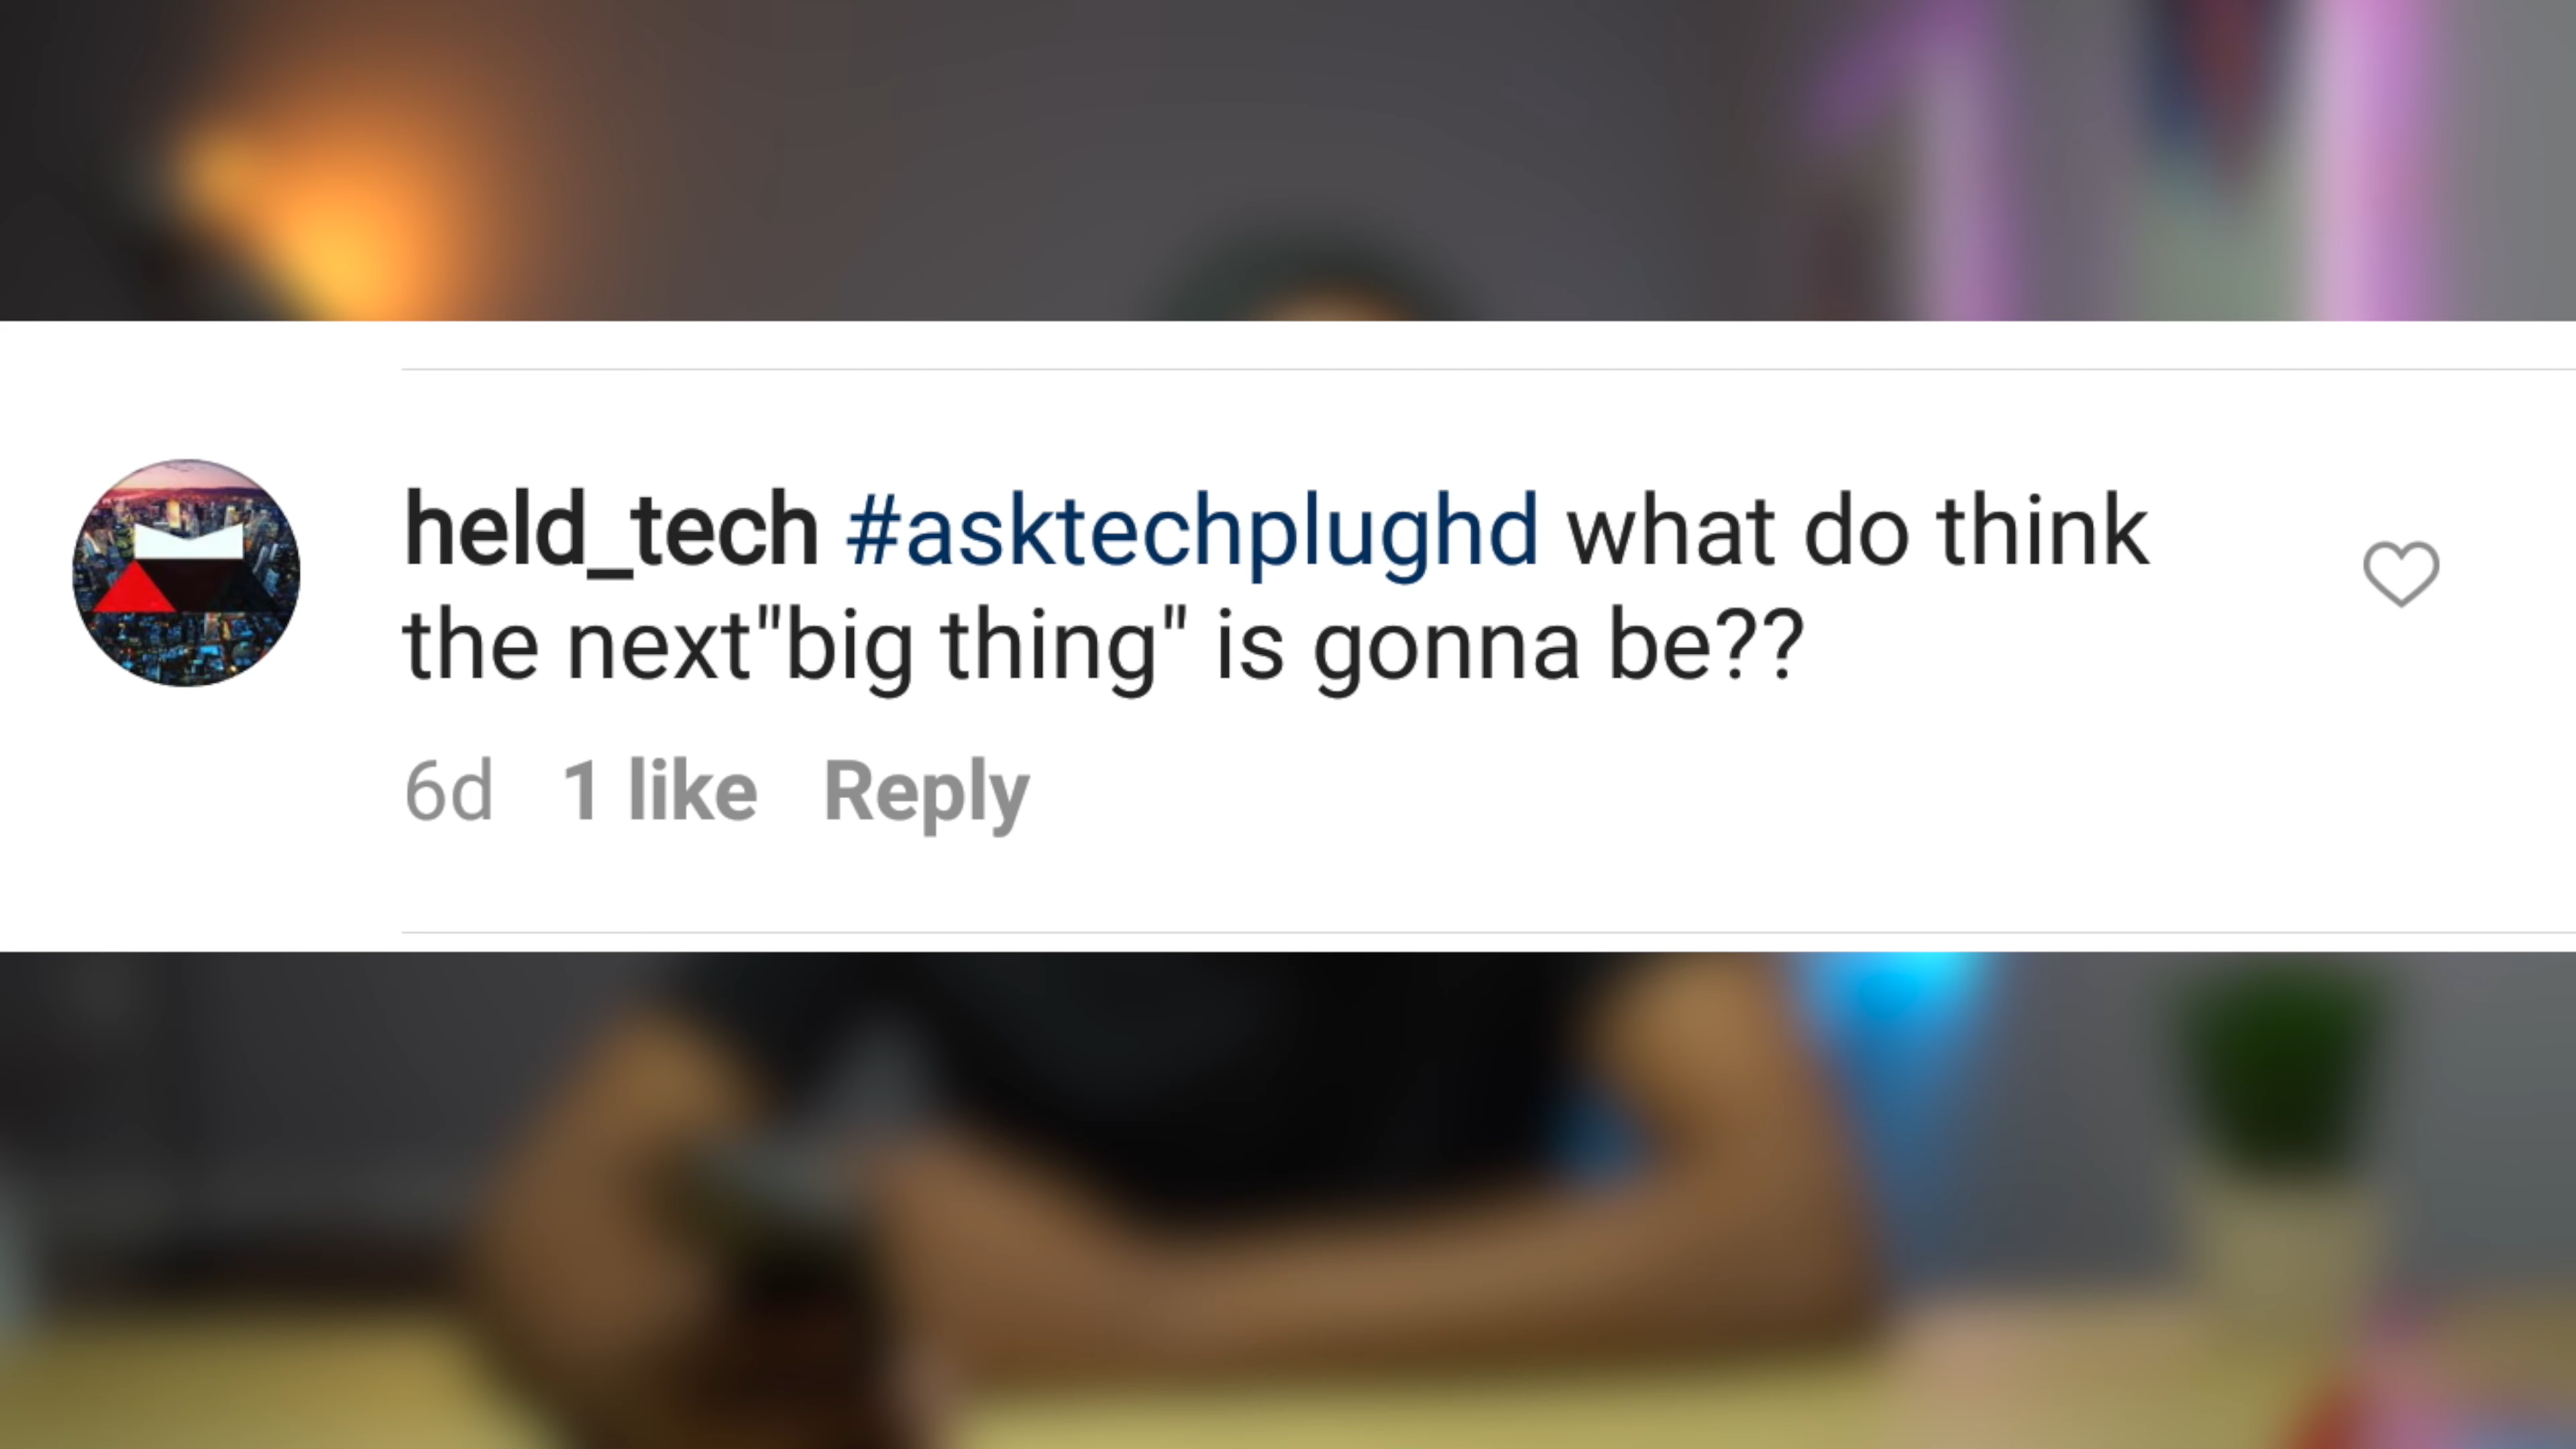 held_tech #asktechplughd what do think
the next"big thing" is gonna be??
6d 1 like Reply